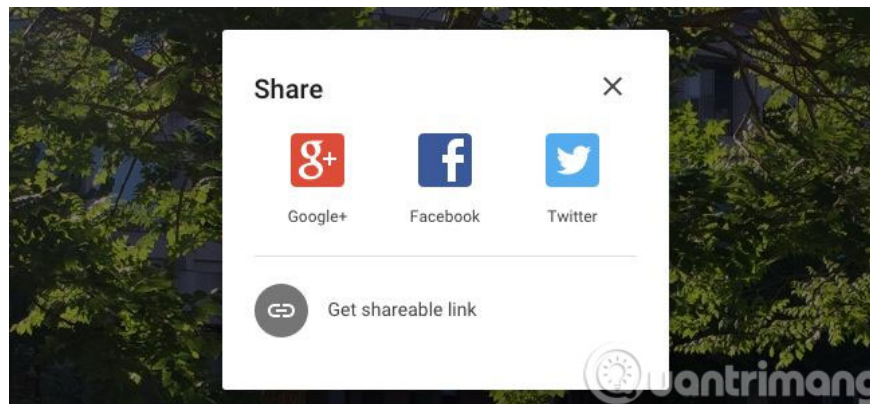 Share
g+
Google+
Facebook
Twitter
Get shareable link
uantrimang